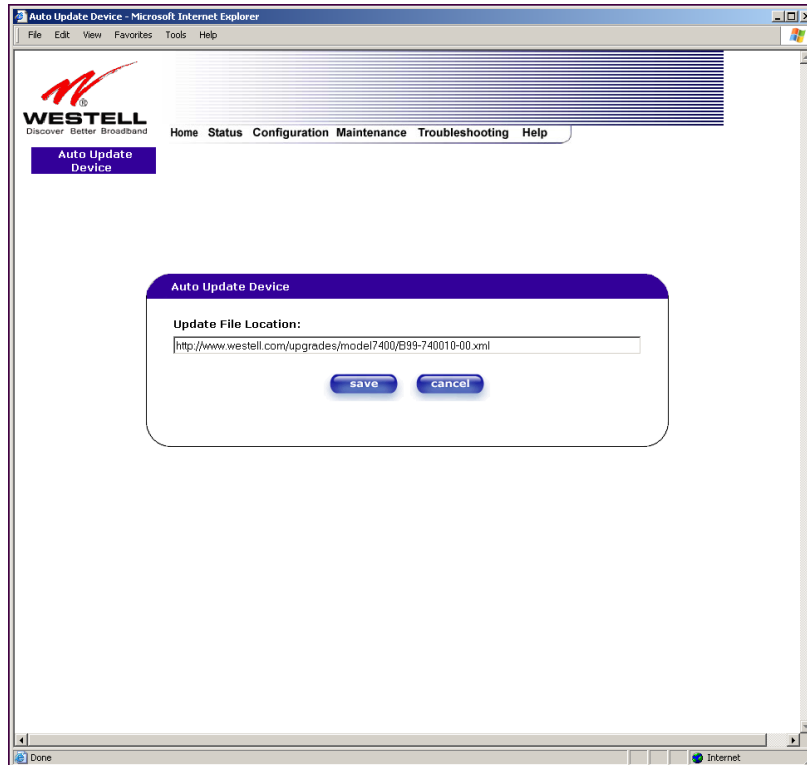 Auto Update Device - Microsoft Internet Explorer
File Edit View Favorites Tools Help
®
WESTELL
Discover Better Broadband
Home Status Configuration Maintenance Troubleshooting Help
Auto Update
Device
Auto Update Device
Update File Location:
http://www.westell.com/upgrades/model7400/B99-740010-00.xml
save cancel
Done Internet